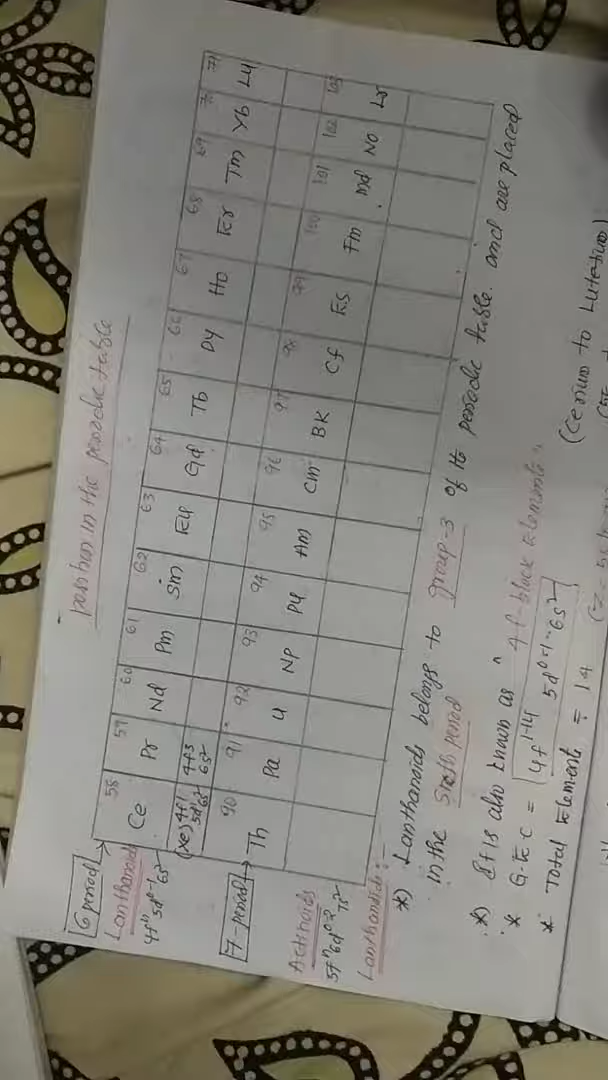 position in the periodic table
6 period →
Lanthanoids
4fⁿ 5d⁰⁻¹ 6s²
58 59 60 61 62 63 64 65 66 67 68 69 70 71
Ce Pr Nd Pm Sm Eu Gd Tb Dy Ho Er Tm Yb Lu
(Xe) 4f¹ 5d¹ 6s² 4f³ 6s²
7-period →
90 91 92 93 94 95 96 97 98 99 100 101 102 103
Th Pa U Np Pu Am Cm BK Cf Es Fm Md No Lr
Actinoids
5fⁿ 6d⁰⁻² 7s²
Lanthanoids :-
*) Lanthanoids belongs to group-3 of the periodic table. and are placed
in the Sixth period
*) It is also known as " 4f-block Elements "
* G.E.C = [4f¹⁻¹⁴ 5d⁰⁻¹ 6s²]
* Total Element ÷ 14 (Cerium to Lutetium)